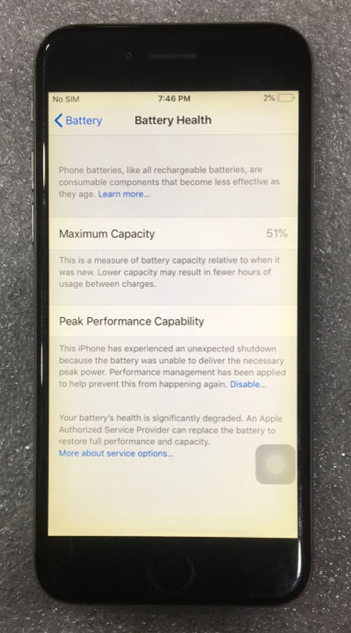 No SIM 7:46 PM 2%
Battery Battery Health
Phone batteries, like all rechargeable batteries, are
consumable components that become less effective as
they age. Learn more...
Maximum Capacity 51%
This is a measure of battery capacity relative to when it
was new. Lower capacity may result in fewer hours of
usage between charges.
Peak Performance Capability
This iPhone has experienced an unexpected shutdown
because the battery was unable to deliver the necessary
peak power. Performance management has been applied
to help prevent this from happening again. Disable...
Your battery's health is significantly degraded. An Apple
Authorized Service Provider can replace the battery to
restore full performance and capacity.
More about service options...